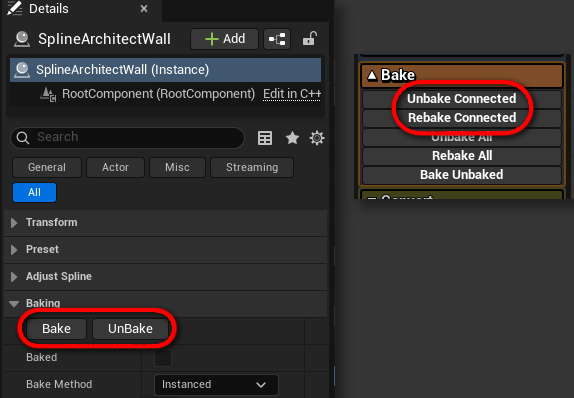 Details
SplineArchitectWall
Add
SplineArchitectWall (Instance)
RootComponent (RootComponent) Edit in C++
Search
General Actor Misc Streaming
All
Transform
Preset
Adjust Spline
Baking
Bake UnBake
Baked
Bake Method Instanced
Bake
Unbake Connected
Rebake Connected
Unbake All
Rebake All
Bake Unbaked
Convert